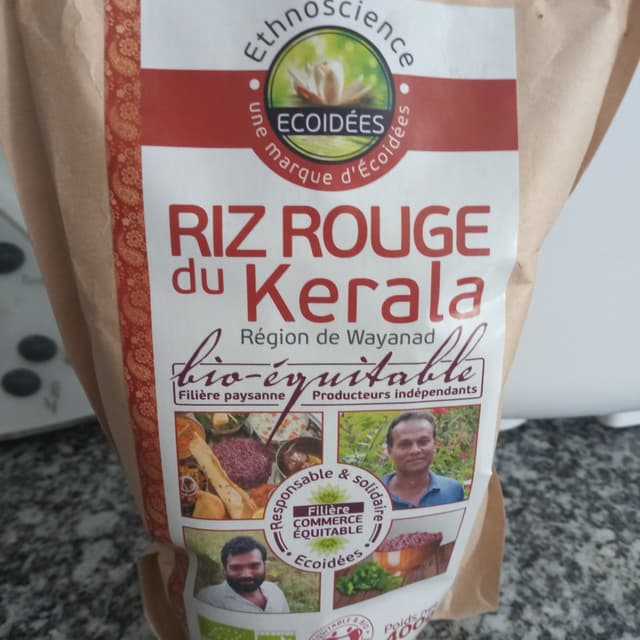 Ethnoscience
ECOIDÉES
une marque d'Écoidées
RIZ ROUGE
du Kerala
Région de Wayanad
bio-équitable
Filière paysanne Producteurs indépendants
Responsable & solidaire
Filière
COMMERCE
ÉQUITABLE
Ecoidées
Poids